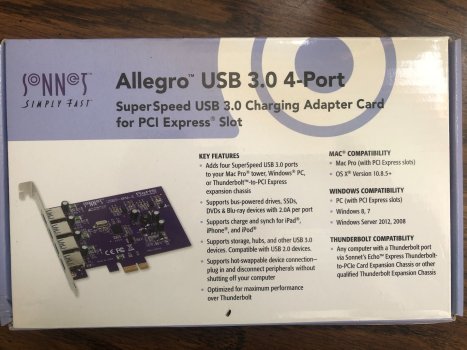 SONNET
SIMPLY FAST
Allegro™ USB 3.0 4-Port
SuperSpeed USB 3.0 Charging Adapter Card
for PCI Express® Slot
KEY FEATURES
• Adds four SuperSpeed USB 3.0 ports
to your Mac Pro® tower, Windows® PC,
or Thunderbolt™-to-PCI Express
expansion chassis
• Supports bus-powered drives, SSDs,
DVDs & Blu-ray devices with 2.0A per port
• Supports charge and sync for iPad®,
iPhone®, and iPod®
• Supports storage, hubs, and other USB 3.0
devices. Compatible with USB 2.0 devices.
• Supports hot-swappable device connection–
plug in and disconnect peripherals without
shutting off your computer
• Optimized for maximum performance
over Thunderbolt
MAC® COMPATIBILITY
• Mac Pro (with PCI Express slots)
• OS X® Version 10.8.5+
WINDOWS COMPATIBILITY
• PC (with PCI Express slots)
• Windows 8, 7
• Windows Server 2012, 2008
THUNDERBOLT COMPATIBILITY
• Any computer with a Thunderbolt port
via Sonnet's Echo™ Express Thunderbolt-
to-PCIe Card Expansion Chassis or other
qualified Thunderbolt Expansion Chassis